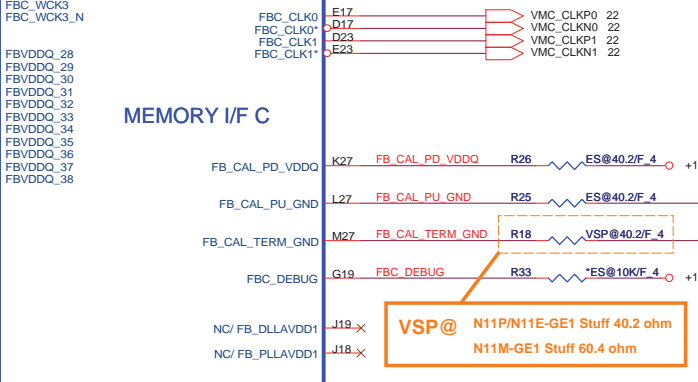 FBC_WCK3
FBC_WCK3_N
FBVDDQ_28
FBVDDQ_29
FBVDDQ_30
FBVDDQ_31
FBVDDQ_32
FBVDDQ_33
FBVDDQ_34
FBVDDQ_35
FBVDDQ_36
FBVDDQ_37
FBVDDQ_38
MEMORY I/F C
FBC_CLK0 E17 VMC_CLKP0 22
FBC_CLK0* D17 VMC_CLKN0 22
FBC_CLK1 D23 VMC_CLKP1 22
FBC_CLK1* E23 VMC_CLKN1 22
FB_CAL_PD_VDDQ K27 FB_CAL_PD_VDDQ R26 ES@40.2/F_4 +1
FB_CAL_PU_GND L27 FB_CAL_PU_GND R25 ES@40.2/F_4
FB_CAL_TERM_GND M27 FB_CAL_TERM_GND R18 VSP@40.2/F_4
FBC_DEBUG G19 FBC_DEBUG R33 *ES@10K/F_4 +1
NC/ FB_DLLAVDD1 J19
NC/ FB_PLLAVDD1 J18
VSP@ N11P/N11E-GE1 Stuff 40.2 ohm
N11M-GE1 Stuff 60.4 ohm